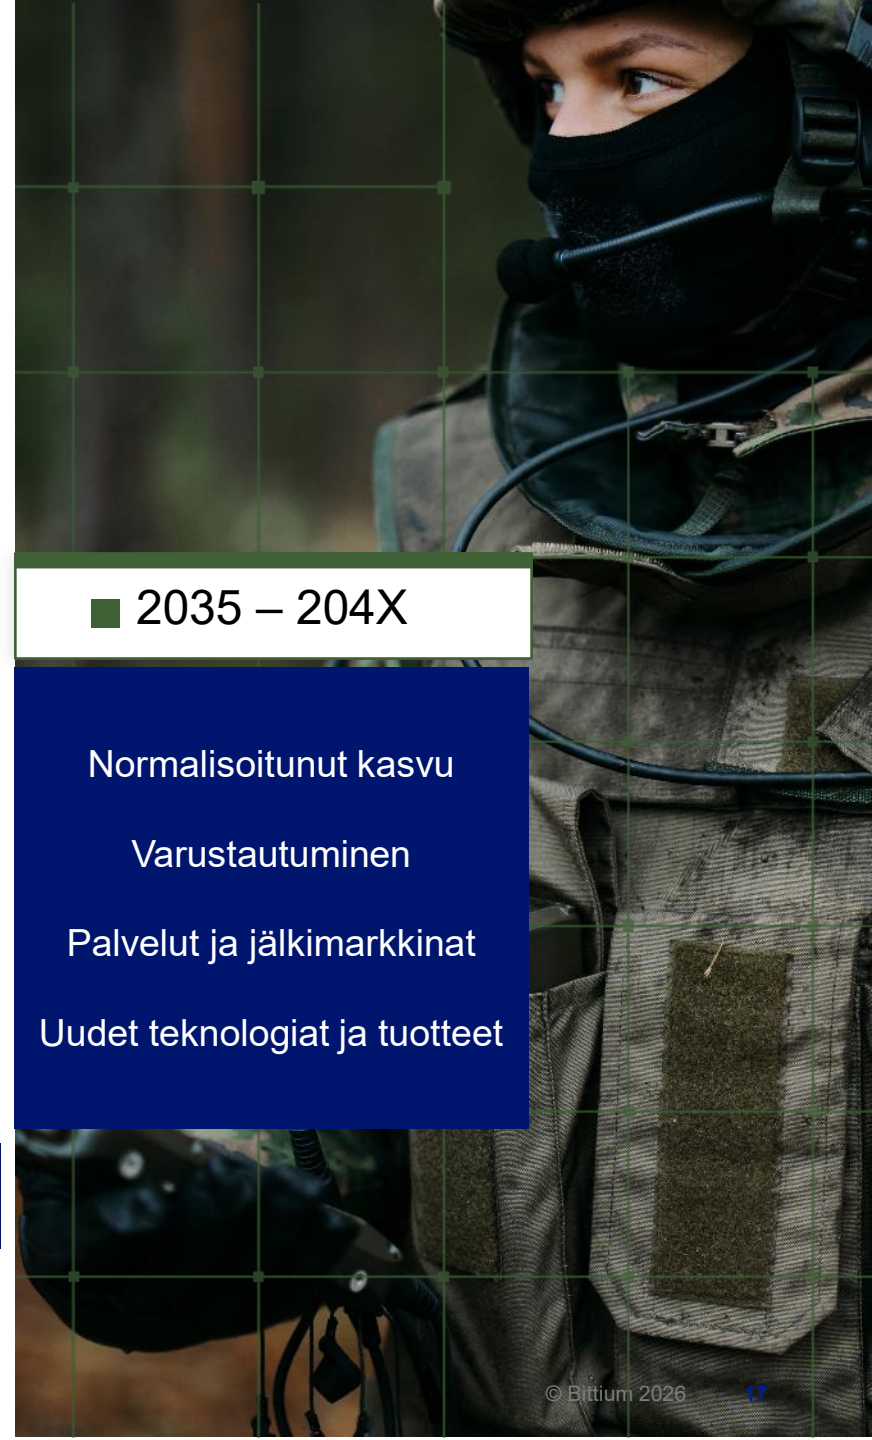 2035 – 204X
Normalisoitunut kasvu
Varustautuminen
Palvelut ja jälkimarkkinat
Uudet teknologiat ja tuotteet
© Bittium 2026
17